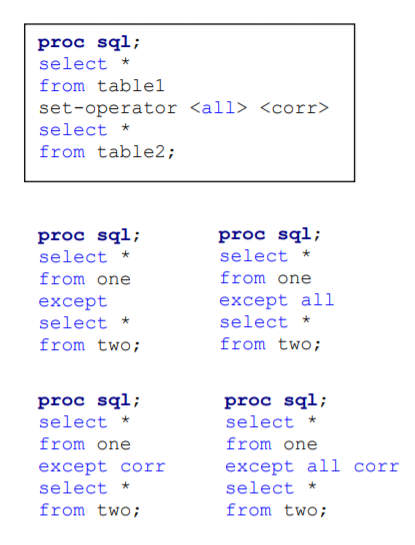 proc sql;
select *
from table1
set-operator <all> <corr>
select *
from table2;
proc sql;
select *
from one
except
select *
from two;
proc sql;
select *
from one
except all
select *
from two;
proc sql;
select *
from one
except corr
select *
from two;
proc sql;
select *
from one
except all corr
select *
from two;